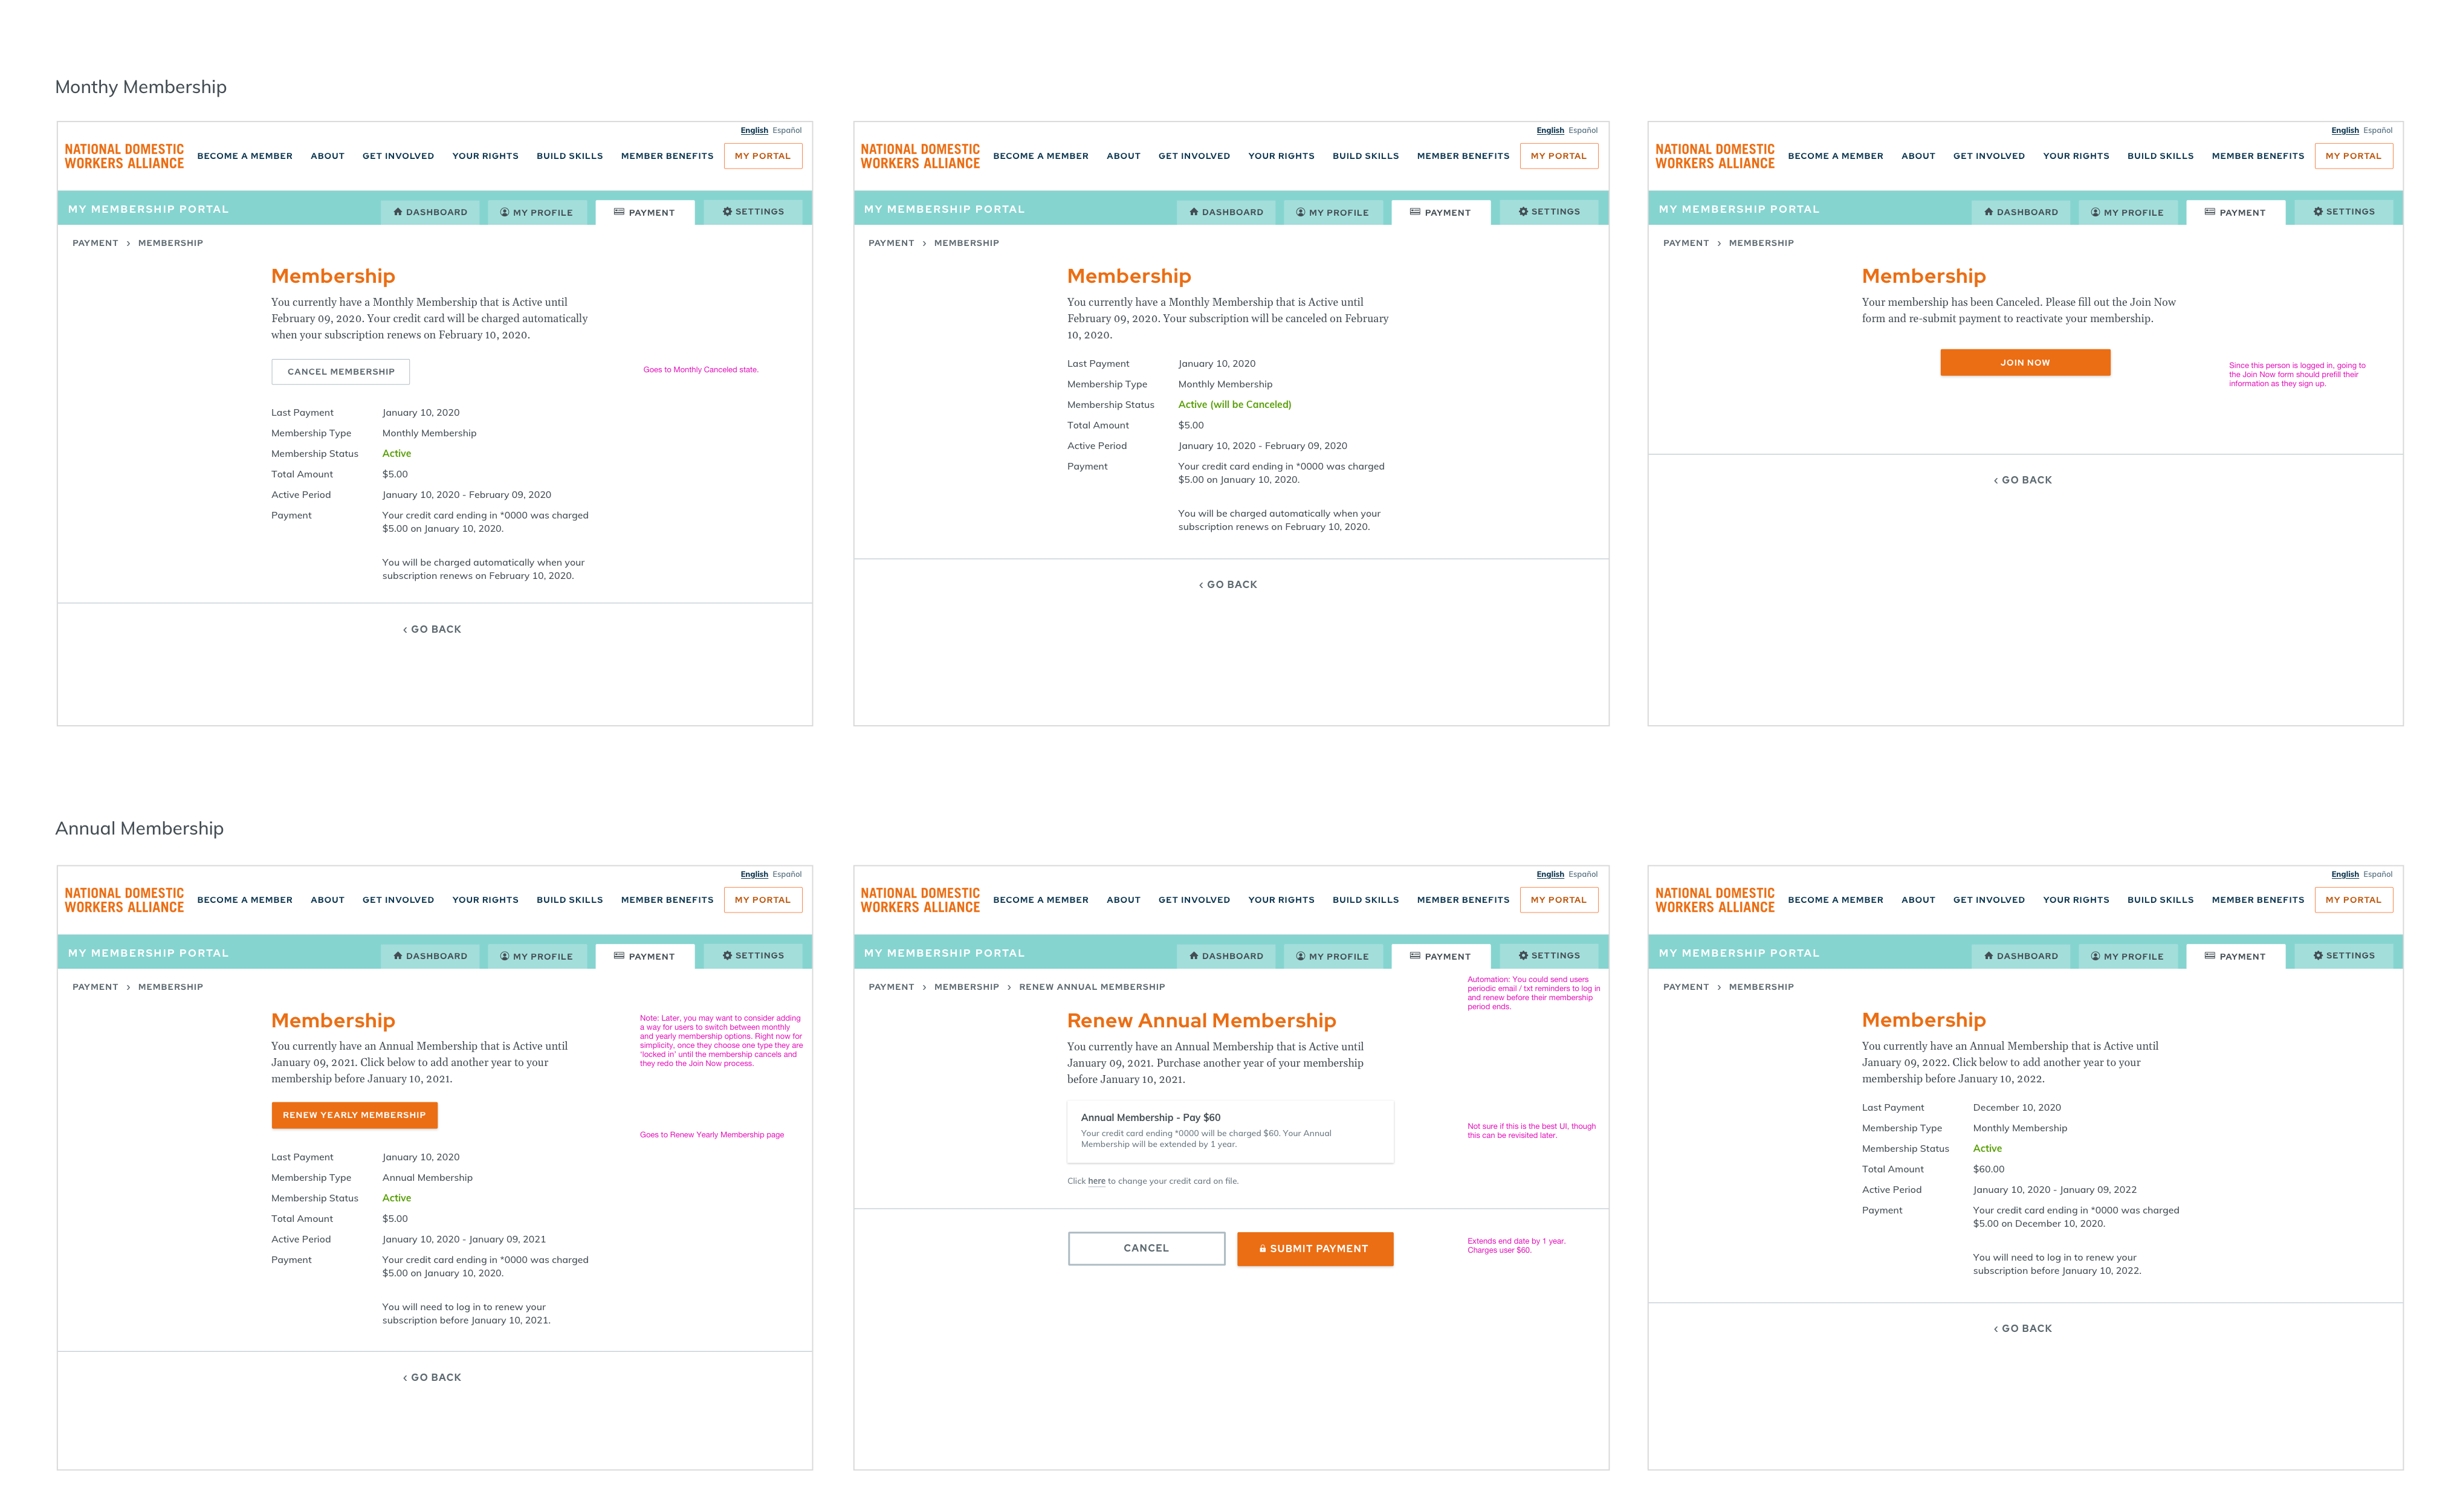 Monthy Membership
English Español
NATIONAL DOMESTIC
WORKERS ALLIANCE
BECOME A MEMBER ABOUT GET INVOLVED YOUR RIGHTS BUILD SKILLS MEMBER BENEFITS MY PORTAL
MY MEMBERSHIP PORTAL DASHBOARD MY PROFILE PAYMENT SETTINGS
PAYMENT › MEMBERSHIP
Membership
You currently have a Monthly Membership that is Active until
February 09, 2020. Your credit card will be charged automatically
when your subscription renews on February 10, 2020.
CANCEL MEMBERSHIP
Goes to Monthly Canceled state.
Last Payment January 10, 2020
Membership Type Monthly Membership
Membership Status Active
Total Amount $5.00
Active Period January 10, 2020 - February 09, 2020
Payment Your credit card ending in *0000 was charged
$5.00 on January 10, 2020.
You will be charged automatically when your
subscription renews on February 10, 2020.
‹ GO BACK
English Español
NATIONAL DOMESTIC
WORKERS ALLIANCE
BECOME A MEMBER ABOUT GET INVOLVED YOUR RIGHTS BUILD SKILLS MEMBER BENEFITS MY PORTAL
MY MEMBERSHIP PORTAL DASHBOARD MY PROFILE PAYMENT SETTINGS
PAYMENT › MEMBERSHIP
Membership
You currently have a Monthly Membership that is Active until
February 09, 2020. Your subscription will be canceled on February
10, 2020.
Last Payment January 10, 2020
Membership Type Monthly Membership
Membership Status Active (will be Canceled)
Total Amount $5.00
Active Period January 10, 2020 - February 09, 2020
Payment Your credit card ending in *0000 was charged
$5.00 on January 10, 2020.
You will be charged automatically when your
subscription renews on February 10, 2020.
‹ GO BACK
English Español
NATIONAL DOMESTIC
WORKERS ALLIANCE
BECOME A MEMBER ABOUT GET INVOLVED YOUR RIGHTS BUILD SKILLS MEMBER BENEFITS MY PORTAL
MY MEMBERSHIP PORTAL DASHBOARD MY PROFILE PAYMENT SETTINGS
PAYMENT › MEMBERSHIP
Membership
Your membership has been Canceled. Please fill out the Join Now
form and re-submit payment to reactivate your membership.
JOIN NOW
Since this person is logged in, going to
the Join Now form should prefill their
information as they sign up.
‹ GO BACK
Annual Membership
English Español
NATIONAL DOMESTIC
WORKERS ALLIANCE
BECOME A MEMBER ABOUT GET INVOLVED YOUR RIGHTS BUILD SKILLS MEMBER BENEFITS MY PORTAL
MY MEMBERSHIP PORTAL DASHBOARD MY PROFILE PAYMENT SETTINGS
PAYMENT › MEMBERSHIP
Membership
You currently have an Annual Membership that is Active until
January 09, 2021. Click below to add another year to your
membership before January 10, 2021.
Note: Later, you may want to consider adding
a way for users to switch between monthly
and yearly membership options. Right now for
simplicity, once they choose one type they are
'locked in' until the membership cancels and
they redo the Join Now process.
RENEW YEARLY MEMBERSHIP
Goes to Renew Yearly Membership page
Last Payment January 10, 2020
Membership Type Annual Membership
Membership Status Active
Total Amount $5.00
Active Period January 10, 2020 - January 09, 2021
Payment Your credit card ending in *0000 was charged
$5.00 on January 10, 2020.
You will need to log in to renew your
subscription before January 10, 2021.
‹ GO BACK
English Español
NATIONAL DOMESTIC
WORKERS ALLIANCE
BECOME A MEMBER ABOUT GET INVOLVED YOUR RIGHTS BUILD SKILLS MEMBER BENEFITS MY PORTAL
MY MEMBERSHIP PORTAL DASHBOARD MY PROFILE PAYMENT SETTINGS
PAYMENT › MEMBERSHIP › RENEW ANNUAL MEMBERSHIP
Automation: You could send users
periodic email / txt reminders to log in
and renew before their membership
period ends.
Renew Annual Membership
You currently have an Annual Membership that is Active until
January 09, 2021. Purchase another year of your membership
before January 10, 2021.
Annual Membership - Pay $60
Your credit card ending *0000 will be charged $60. Your Annual
Membership will be extended by 1 year.
Not sure if this is the best UI, though
this can be revisited later.
Click here to change your credit card on file.
CANCEL SUBMIT PAYMENT
Extends end date by 1 year.
Charges user $60.
English Español
NATIONAL DOMESTIC
WORKERS ALLIANCE
BECOME A MEMBER ABOUT GET INVOLVED YOUR RIGHTS BUILD SKILLS MEMBER BENEFITS MY PORTAL
MY MEMBERSHIP PORTAL DASHBOARD MY PROFILE PAYMENT SETTINGS
PAYMENT › MEMBERSHIP
Membership
You currently have an Annual Membership that is Active until
January 09, 2022. Click below to add another year to your
membership before January 10, 2022.
Last Payment December 10, 2020
Membership Type Monthly Membership
Membership Status Active
Total Amount $60.00
Active Period January 10, 2020 - January 09, 2022
Payment Your credit card ending in *0000 was charged
$5.00 on December 10, 2020.
You will need to log in to renew your
subscription before January 10, 2022.
‹ GO BACK